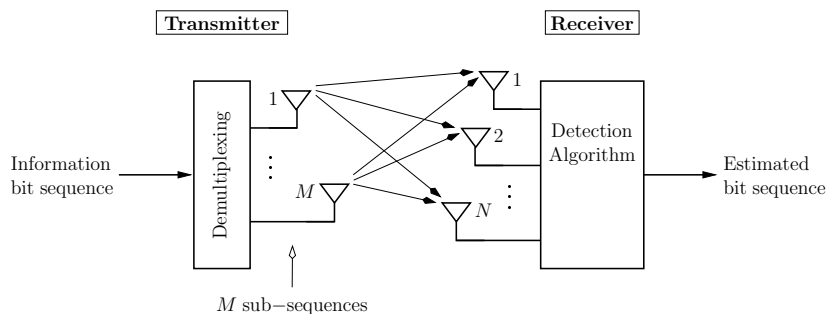 Transmitter
Receiver
1
1
2
M
N
Demultiplexing
Detection
Algorithm
Information
bit sequence
Estimated
bit sequence
M sub−sequences